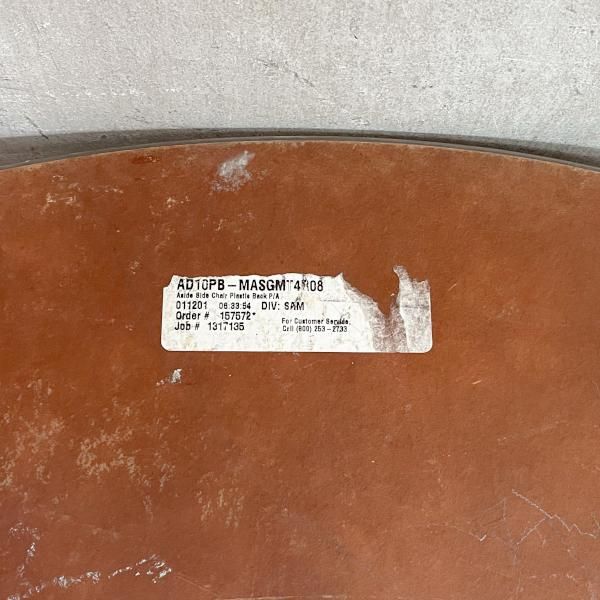 AD10PB-MASGMT4R08
Aside Side Chair Plastic Back P/A
011201 06:33:54 DIV: SAM
Order # 157572*
For Customer Service,
Job # 1317135
Call (800) 253-2733